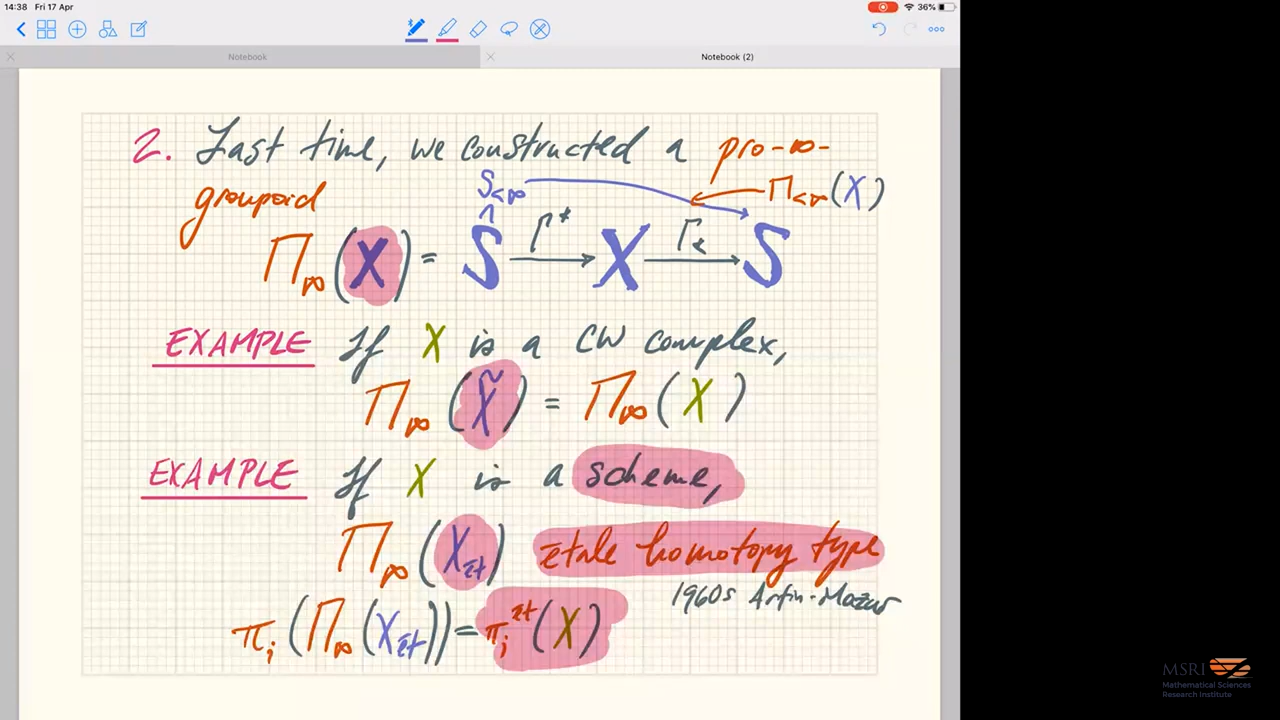 14:38 Fri 17 Apr 36%
Notebook Notebook (2)
2. Last time, we constructed a pro-∞-
groupoid S<∞ Π<∞(X)
Π∞(X) = S Γ* X Γ* S
EXAMPLE If X is a CW complex,
Π∞(X̃) = Π∞(X)
EXAMPLE If X is a scheme,
Π∞(Xét) étale homotopy type
1960s Artin-Mazur
πi(Π∞(Xét)) = πi ét(X)
MSRI
Mathematical Sciences
Research Institute